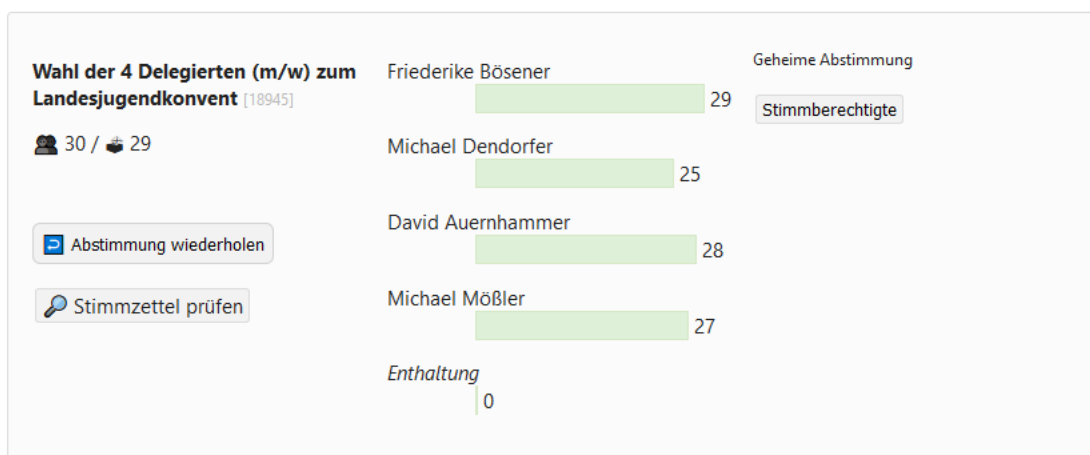 Wahl der 4 Delegierten (m/w) zum
Landesjugendkonvent [18945]
30 / 29
Abstimmung wiederholen
Stimmzettel prüfen
Friederike Bösener
29
Michael Dendorfer
25
David Auernhammer
28
Michael Mößler
27
Enthaltung
0
Geheime Abstimmung
Stimmberechtigte